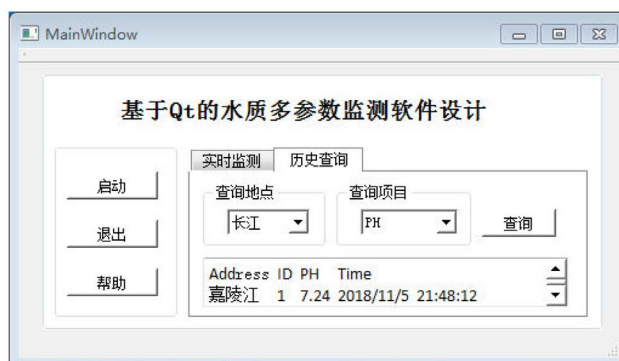 MainWindow
基于Qt的水质多参数监测软件设计
启动
退出
帮助
实时监测 历史查询
查询地点 查询项目
长江 PH 查询
Address ID PH Time
嘉陵江 1 7.24 2018/11/5 21:48:12